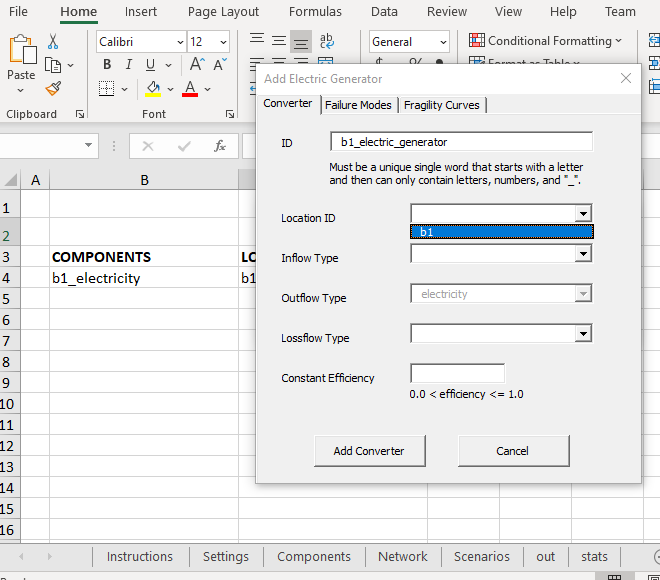 File Home Insert Page Layout Formulas Data Review View Help Team
Calibri 12 General Conditional Formatting
Paste B I U A A
Clipboard Font
Add Electric Generator
Converter Failure Modes Fragility Curves
fx
ID b1_electric_generator
Must be a unique single word that starts with a letter
and then can only contain letters, numbers, and "_".
A B
1
Location ID
b1
2
3 COMPONENTS LO
Inflow Type
4 b1_electricity b1
5 Outflow Type electricity
6
7 Lossflow Type
8
9 Constant Efficiency
0.0 < efficiency <= 1.0
10
11
12 Add Converter Cancel
13
14
15
16
Instructions Settings Components Network Scenarios out stats